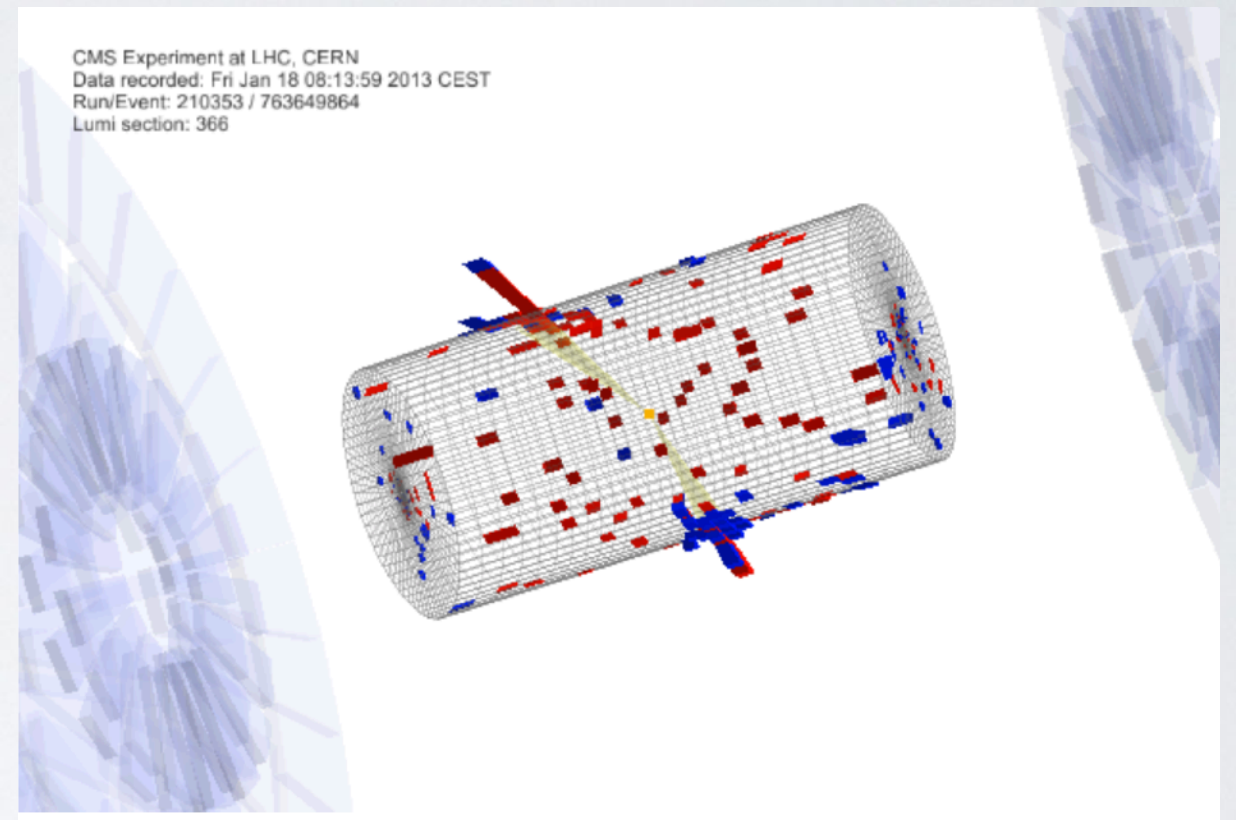 CMS Experiment at LHC, CERN
Data recorded: Fri Jan 18 08:13:59 2013 CEST
Run/Event: 210353 / 763649864
Lumi section: 366